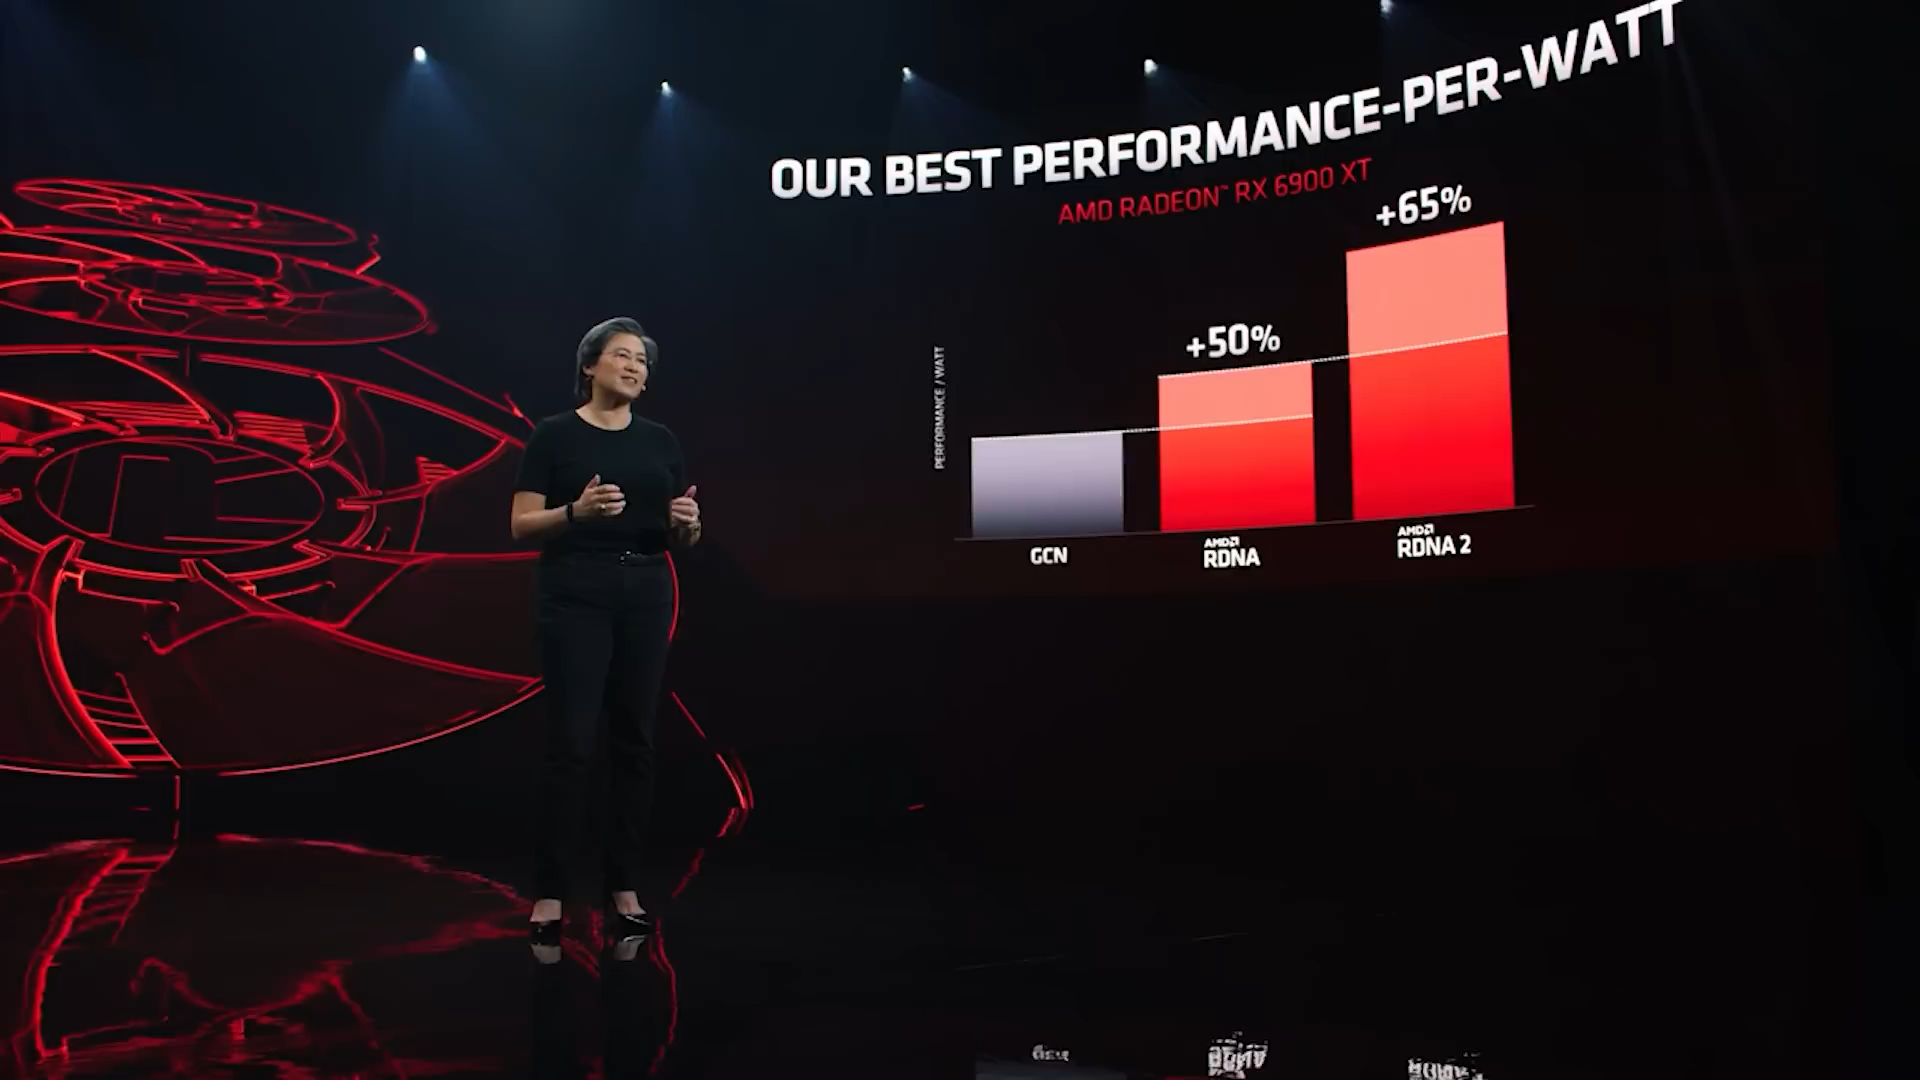 OUR BEST PERFORMANCE-PER-WATT
AMD RADEON™ RX 6900 XT
+65%
+50%
PERFORMANCE / WATT
GCN
AMD
RDNA
AMD
RDNA 2